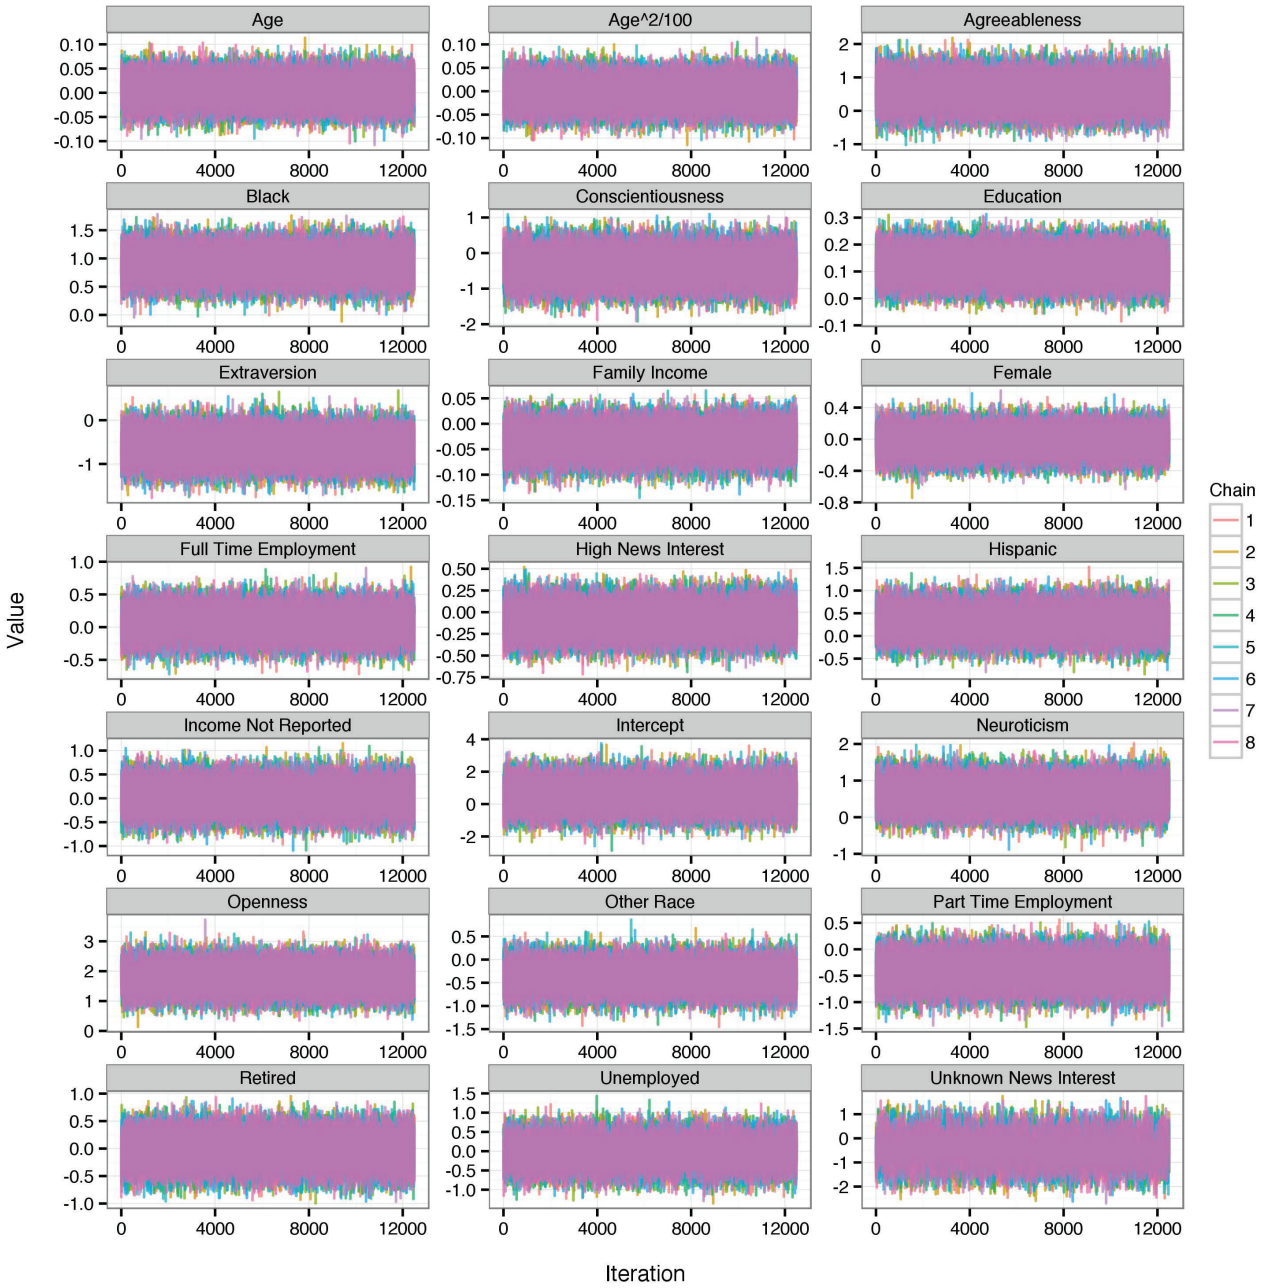 Age Age^2/100 Agreeableness
0.10 0.10 2
0.05 0.05 1
0.00 0.00 0
-0.05 -0.05 -1
-0.10 -0.10
0 4000 8000 12000 0 4000 8000 12000 0 4000 8000 12000
Black Conscientiousness Education
1.5 1 0.3
1.0 0 0.2
0.5 -1 0.1
0.0 -2 0.0
-0.1
0 4000 8000 12000 0 4000 8000 12000 0 4000 8000 12000
Extraversion Family Income Female
0 0.05 0.4
-1 0.00 0.0
-0.05 -0.4
-0.10 -0.8
-0.15
0 4000 8000 12000 0 4000 8000 12000 0 4000 8000 12000
Full Time Employment High News Interest Hispanic
1.0 0.50 1.5
0.5 0.25 1.0
0.0 0.00 0.5
-0.5 -0.25 0.0
-0.50 -0.5
-0.75
0 4000 8000 12000 0 4000 8000 12000 0 4000 8000 12000
Income Not Reported Intercept Neuroticism
1.0 4 2
0.5 2 1
0.0 0 0
-0.5 -2 -1
-1.0
0 4000 8000 12000 0 4000 8000 12000 0 4000 8000 12000
Openness Other Race Part Time Employment
3 0.5 0.5
2 0.0 0.0
1 -0.5 -0.5
0 -1.0 -1.0
-1.5 -1.5
0 4000 8000 12000 0 4000 8000 12000 0 4000 8000 12000
Retired Unemployed Unknown News Interest
1.0 1.5 1
0.5 1.0 0
0.0 0.5 -1
-0.5 0.0 -2
-1.0 -0.5
-1.0
0 4000 8000 12000 0 4000 8000 12000 0 4000 8000 12000
Value
Iteration
Chain
1
2
3
4
5
6
7
8